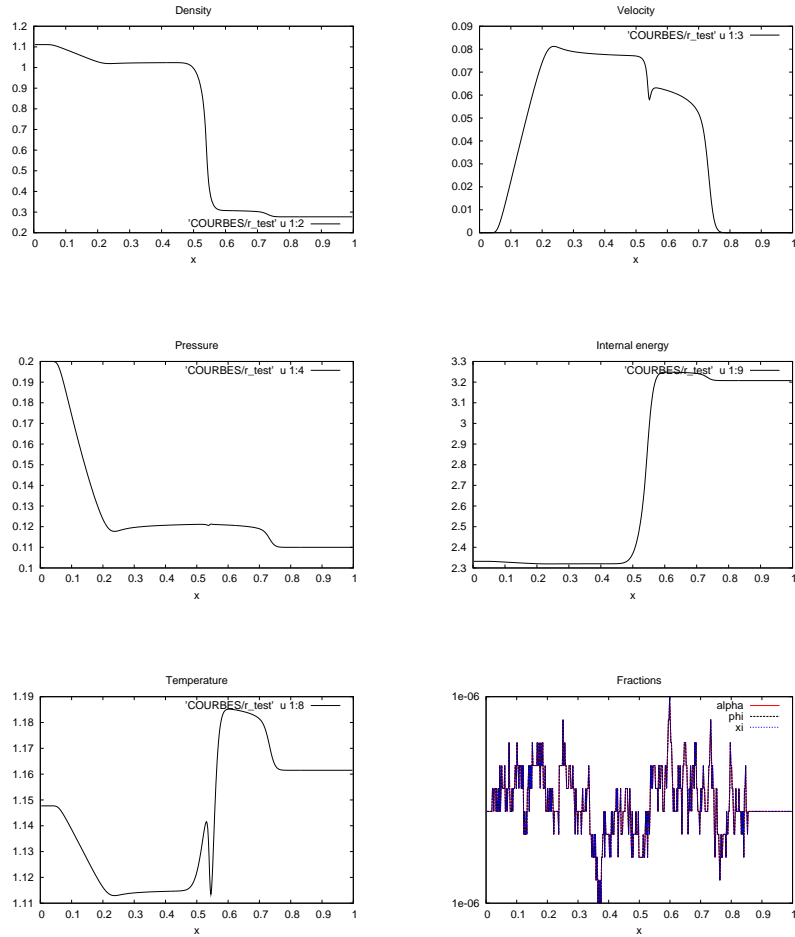 Density
1.2
1.1
1
0.9
0.8
0.7
0.6
0.5
0.4
0.3
0.2
'COURBES/r_test' u 1:2
0 0.1 0.2 0.3 0.4 0.5 0.6 0.7 0.8 0.9 1
x
Velocity
0.09
0.08
0.07
0.06
0.05
0.04
0.03
0.02
0.01
0
'COURBES/r_test' u 1:3
0 0.1 0.2 0.3 0.4 0.5 0.6 0.7 0.8 0.9 1
x
Pressure
0.2
0.19
0.18
0.17
0.16
0.15
0.14
0.13
0.12
0.11
0.1
'COURBES/r_test' u 1:4
0 0.1 0.2 0.3 0.4 0.5 0.6 0.7 0.8 0.9 1
x
Internal energy
3.3
3.2
3.1
3
2.9
2.8
2.7
2.6
2.5
2.4
2.3
'COURBES/r_test' u 1:9
0 0.1 0.2 0.3 0.4 0.5 0.6 0.7 0.8 0.9 1
x
Temperature
1.19
1.18
1.17
1.16
1.15
1.14
1.13
1.12
1.11
'COURBES/r_test' u 1:8
0 0.1 0.2 0.3 0.4 0.5 0.6 0.7 0.8 0.9 1
x
Fractions
1e-06
1e-06
alpha
phi
xi
0 0.1 0.2 0.3 0.4 0.5 0.6 0.7 0.8 0.9 1
x